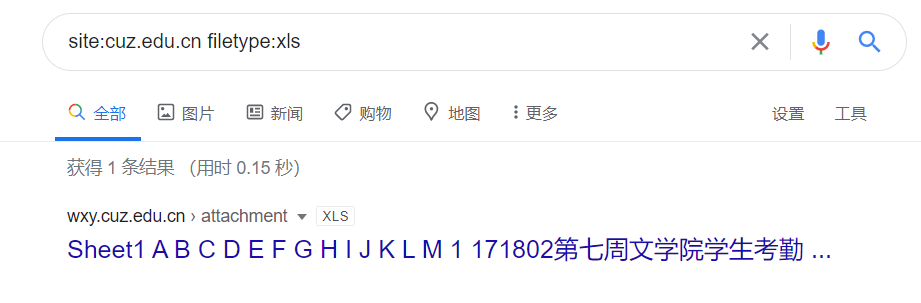 site:cuz.edu.cn filetype:xls
全部 图片 新闻 购物 地图 更多 设置 工具
获得 1 条结果 （用时 0.15 秒）
wxy.cuz.edu.cn › attachment XLS
Sheet1 A B C D E F G H I J K L M 1 171802第七周文学院学生考勤 ...